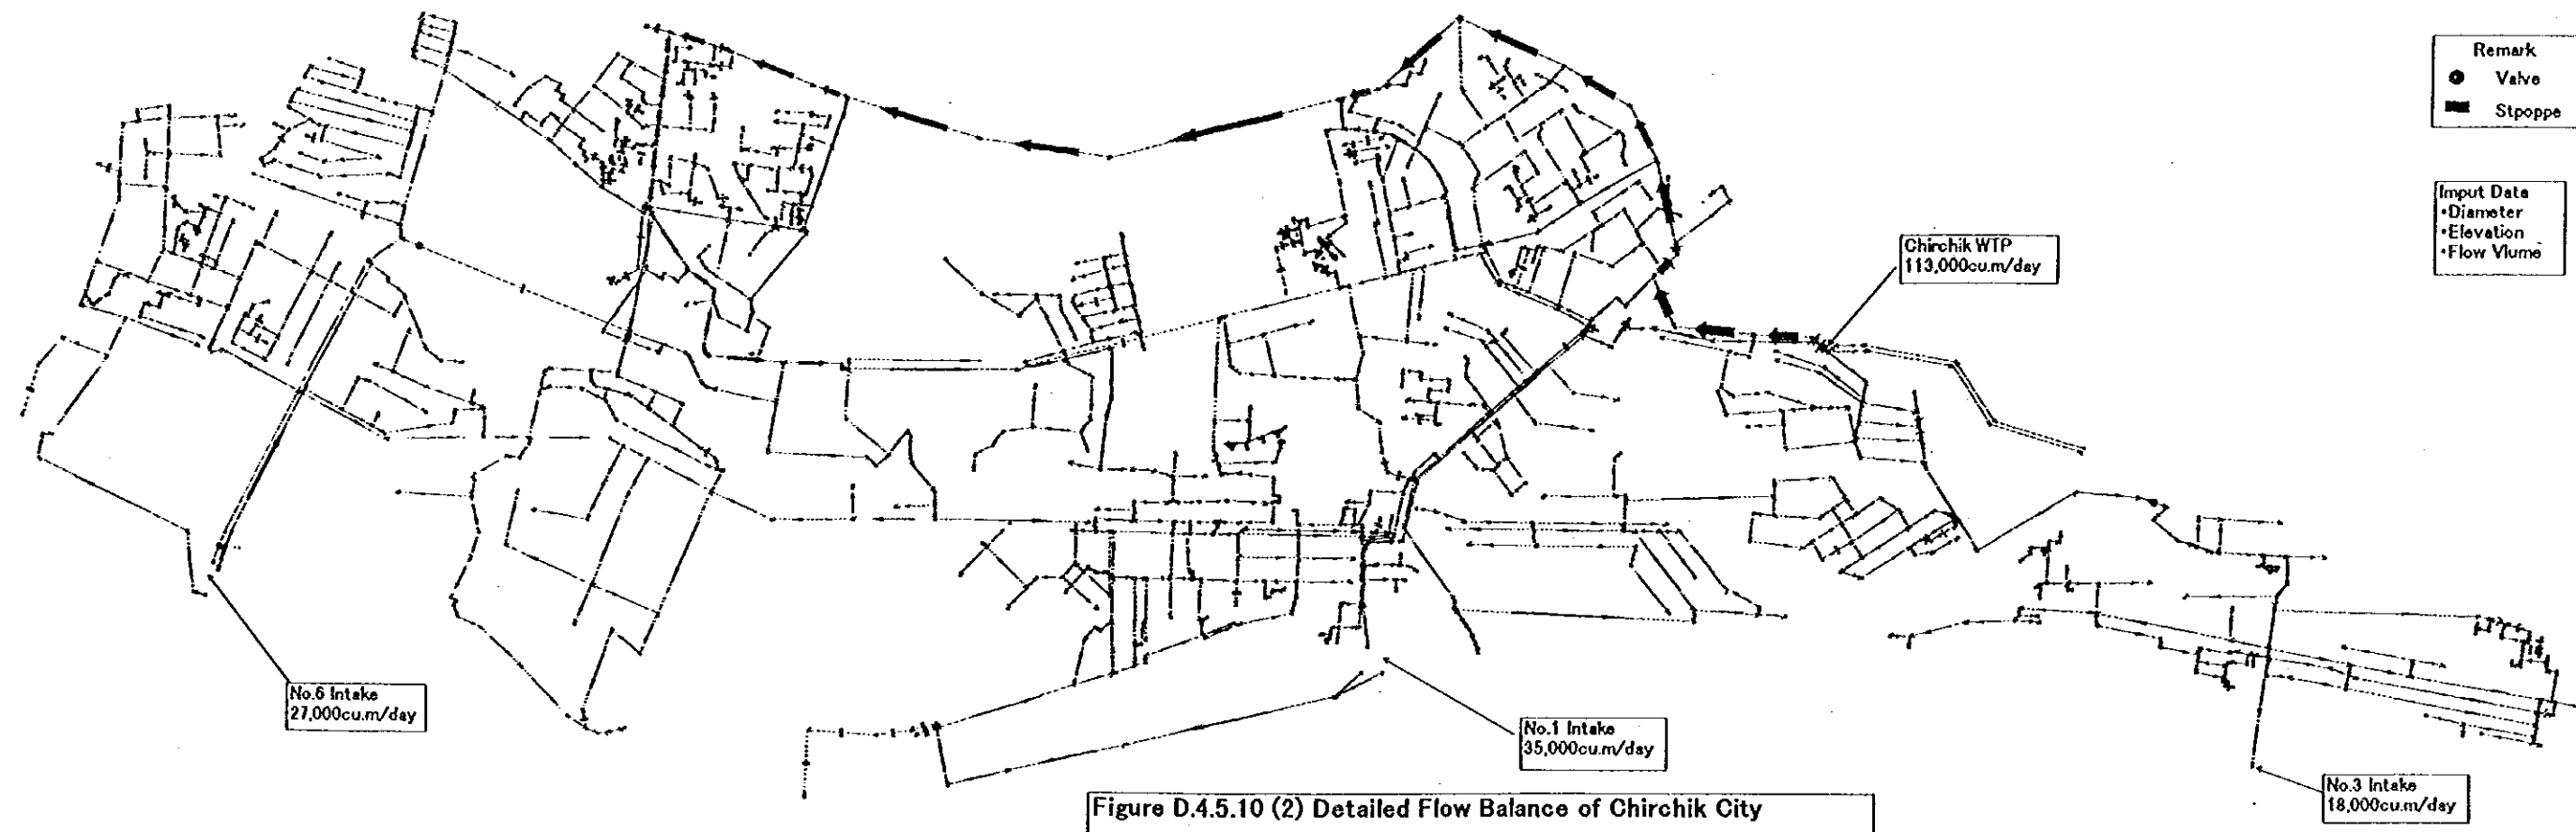 Remark
Valve
Stpoppe
Imput Data
•Diameter
•Elevation
•Flow Vlume
Chirchik WTP
113,000cu.m/day
No.6 Intake
27,000cu.m/day
No.1 Intake
35,000cu.m/day
No.3 Intake
18,000cu.m/day
Figure D.4.5.10 (2) Detailed Flow Balance of Chirchik City